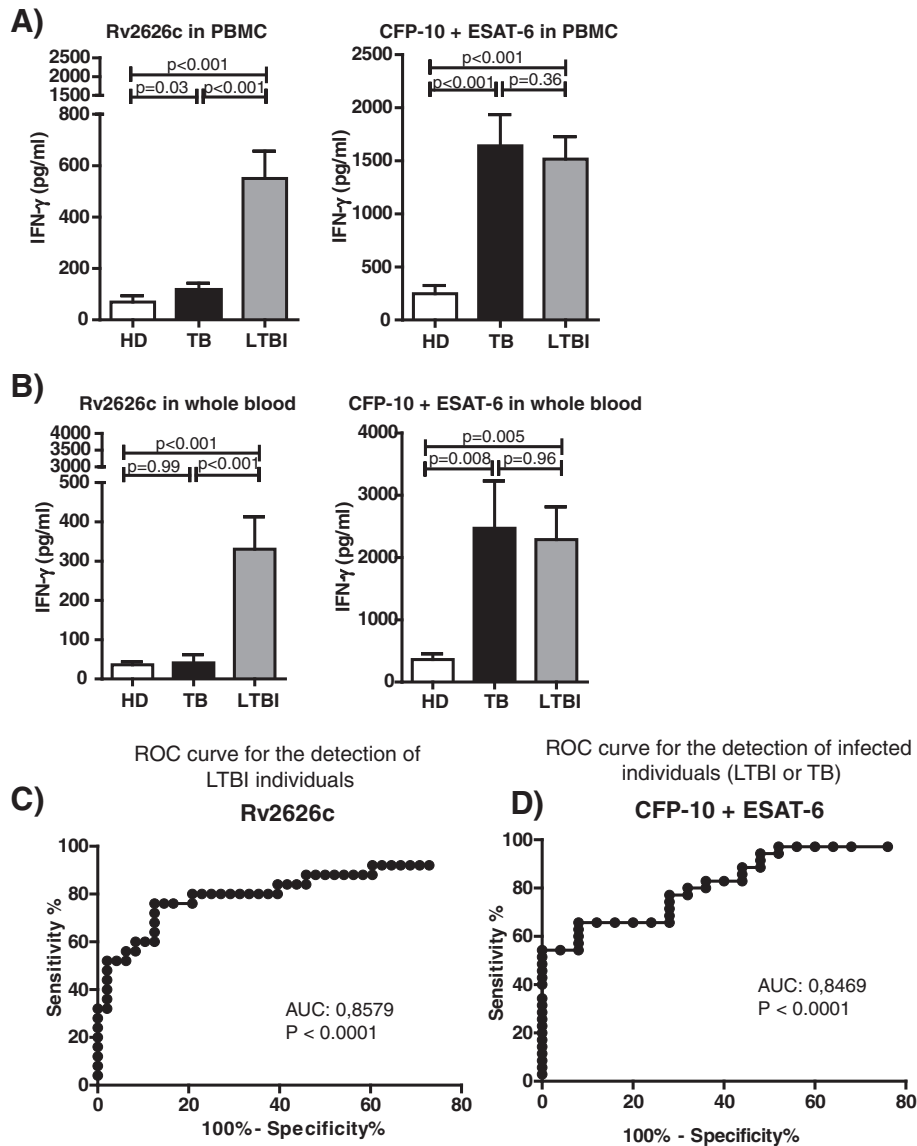 A)
Rv2626c in PBMC
2500
2000
1500
800
600
400
200
0
IFN-γ (pg/ml)
p<0.001
p=0.03
p<0.001
HD
TB
LTBI
CFP-10 + ESAT-6 in PBMC
2500
2000
1500
1000
500
0
IFN-γ (pg/ml)
p<0.001
p<0.001
p=0.36
HD
TB
LTBI
B)
Rv2626c in whole blood
4000
3500
3000
500
400
300
200
100
0
IFN-γ (pg/ml)
p<0.001
p=0.99
p<0.001
HD
TB
LTBI
CFP-10 + ESAT-6 in whole blood
4000
3000
2000
1000
0
IFN-γ (pg/ml)
p=0.005
p=0.008
p=0.96
HD
TB
LTBI
ROC curve for the detection of
LTBI individuals
C)
Rv2626c
100
80
60
40
20
0
Sensitivity %
AUC: 0,8579
P < 0.0001
0
20
40
60
80
100% - Specificity%
ROC curve for the detection of infected
individuals (LTBI or TB)
D)
CFP-10 + ESAT-6
100
80
60
40
20
0
Sensitivity %
AUC: 0,8469
P < 0.0001
0
20
40
60
80
100% - Specificity%